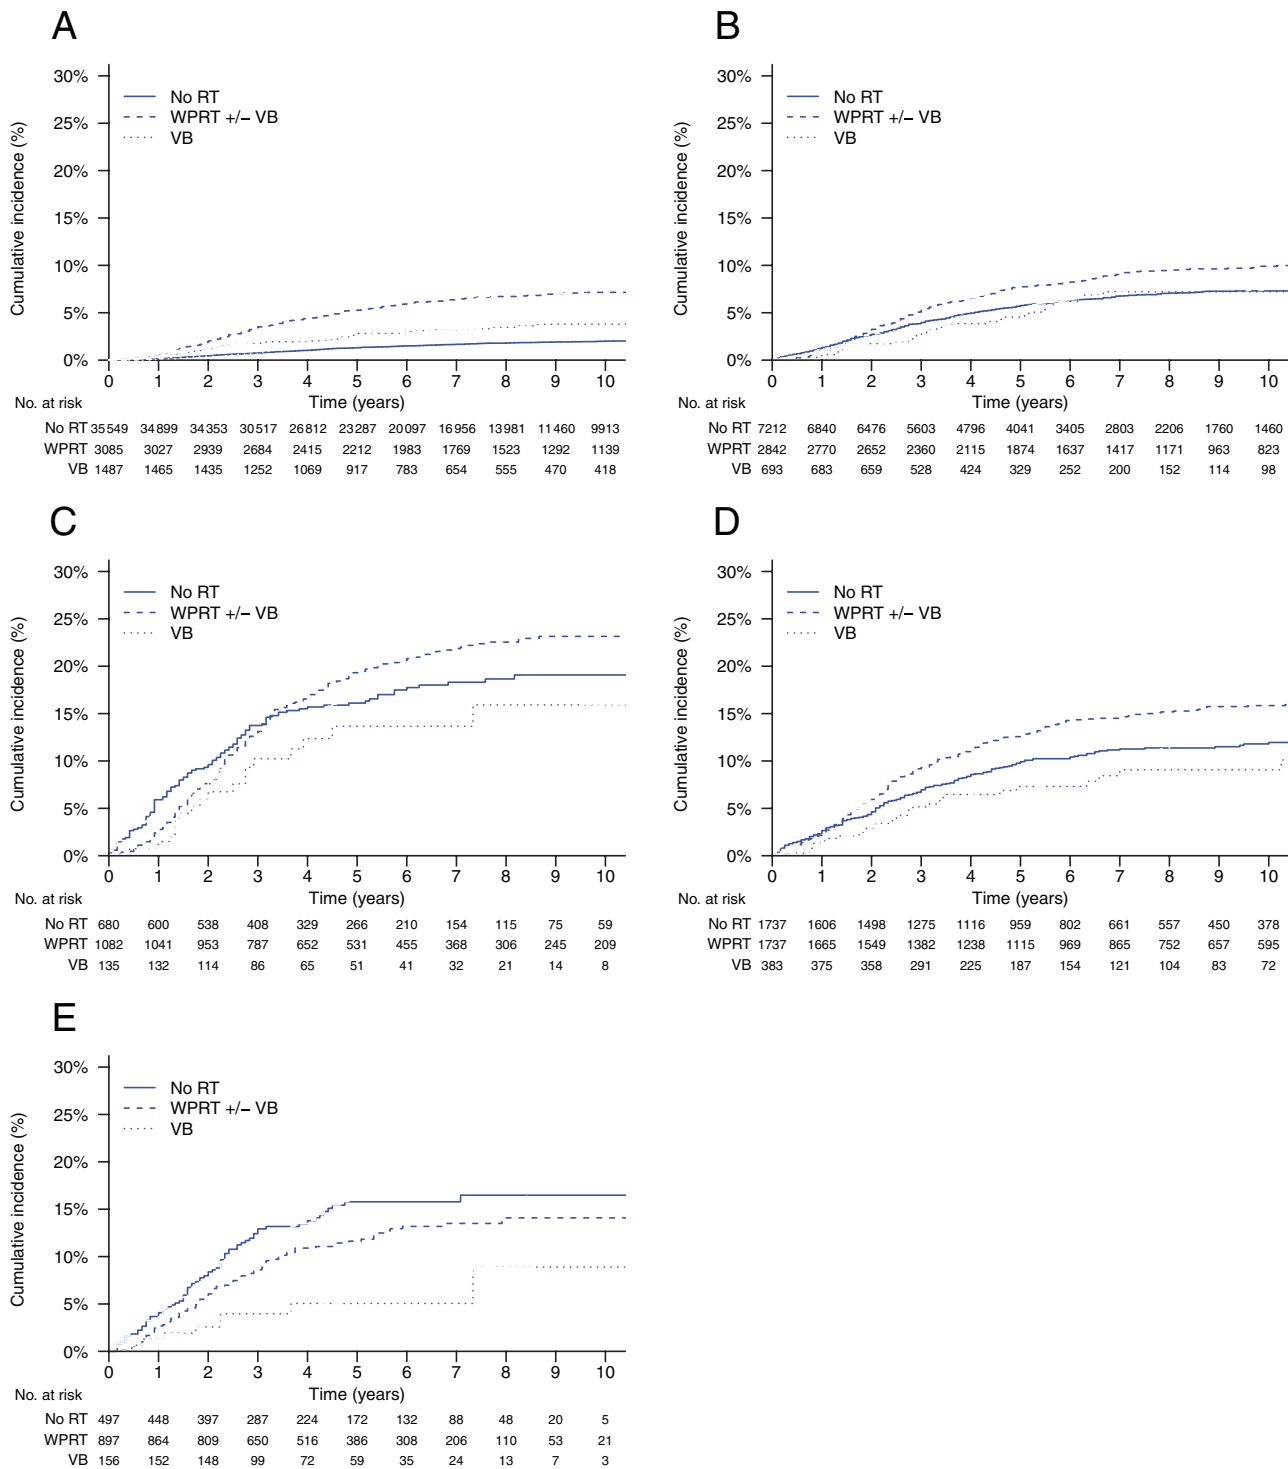 A
Cumulative incidence (%)
30%
25%
20%
15%
10%
5%
0%
No RT
WPRT +/− VB
VB
0 1 2 3 4 5 6 7 8 9 10
No. at risk
Time (years)
No RT 35549 34899 34353 30517 26812 23287 20097 16956 13981 11460 9913
WPRT 3085 3027 2939 2684 2415 2212 1983 1769 1523 1292 1139
VB 1487 1465 1435 1252 1069 917 783 654 555 470 418
B
Cumulative incidence (%)
30%
25%
20%
15%
10%
5%
0%
No RT
WPRT +/− VB
VB
0 1 2 3 4 5 6 7 8 9 10
No. at risk
Time (years)
No RT 7212 6840 6476 5603 4796 4041 3405 2803 2206 1760 1460
WPRT 2842 2770 2652 2360 2115 1874 1637 1417 1171 963 823
VB 693 683 659 528 424 329 252 200 152 114 98
C
Cumulative incidence (%)
30%
25%
20%
15%
10%
5%
0%
No RT
WPRT +/− VB
VB
0 1 2 3 4 5 6 7 8 9 10
No. at risk
Time (years)
No RT 680 600 538 408 329 266 210 154 115 75 59
WPRT 1082 1041 953 787 652 531 455 368 306 245 209
VB 135 132 114 86 65 51 41 32 21 14 8
D
Cumulative incidence (%)
30%
25%
20%
15%
10%
5%
0%
No RT
WPRT +/− VB
VB
0 1 2 3 4 5 6 7 8 9 10
No. at risk
Time (years)
No RT 1737 1606 1498 1275 1116 959 802 661 557 450 378
WPRT 1737 1665 1549 1382 1238 1115 969 865 752 657 595
VB 383 375 358 291 225 187 154 121 104 83 72
E
Cumulative incidence (%)
30%
25%
20%
15%
10%
5%
0%
No RT
WPRT +/− VB
VB
0 1 2 3 4 5 6 7 8 9 10
No. at risk
Time (years)
No RT 497 448 397 287 224 172 132 88 48 20 5
WPRT 897 864 809 650 516 386 308 206 110 53 21
VB 156 152 148 99 72 59 35 24 13 7 3